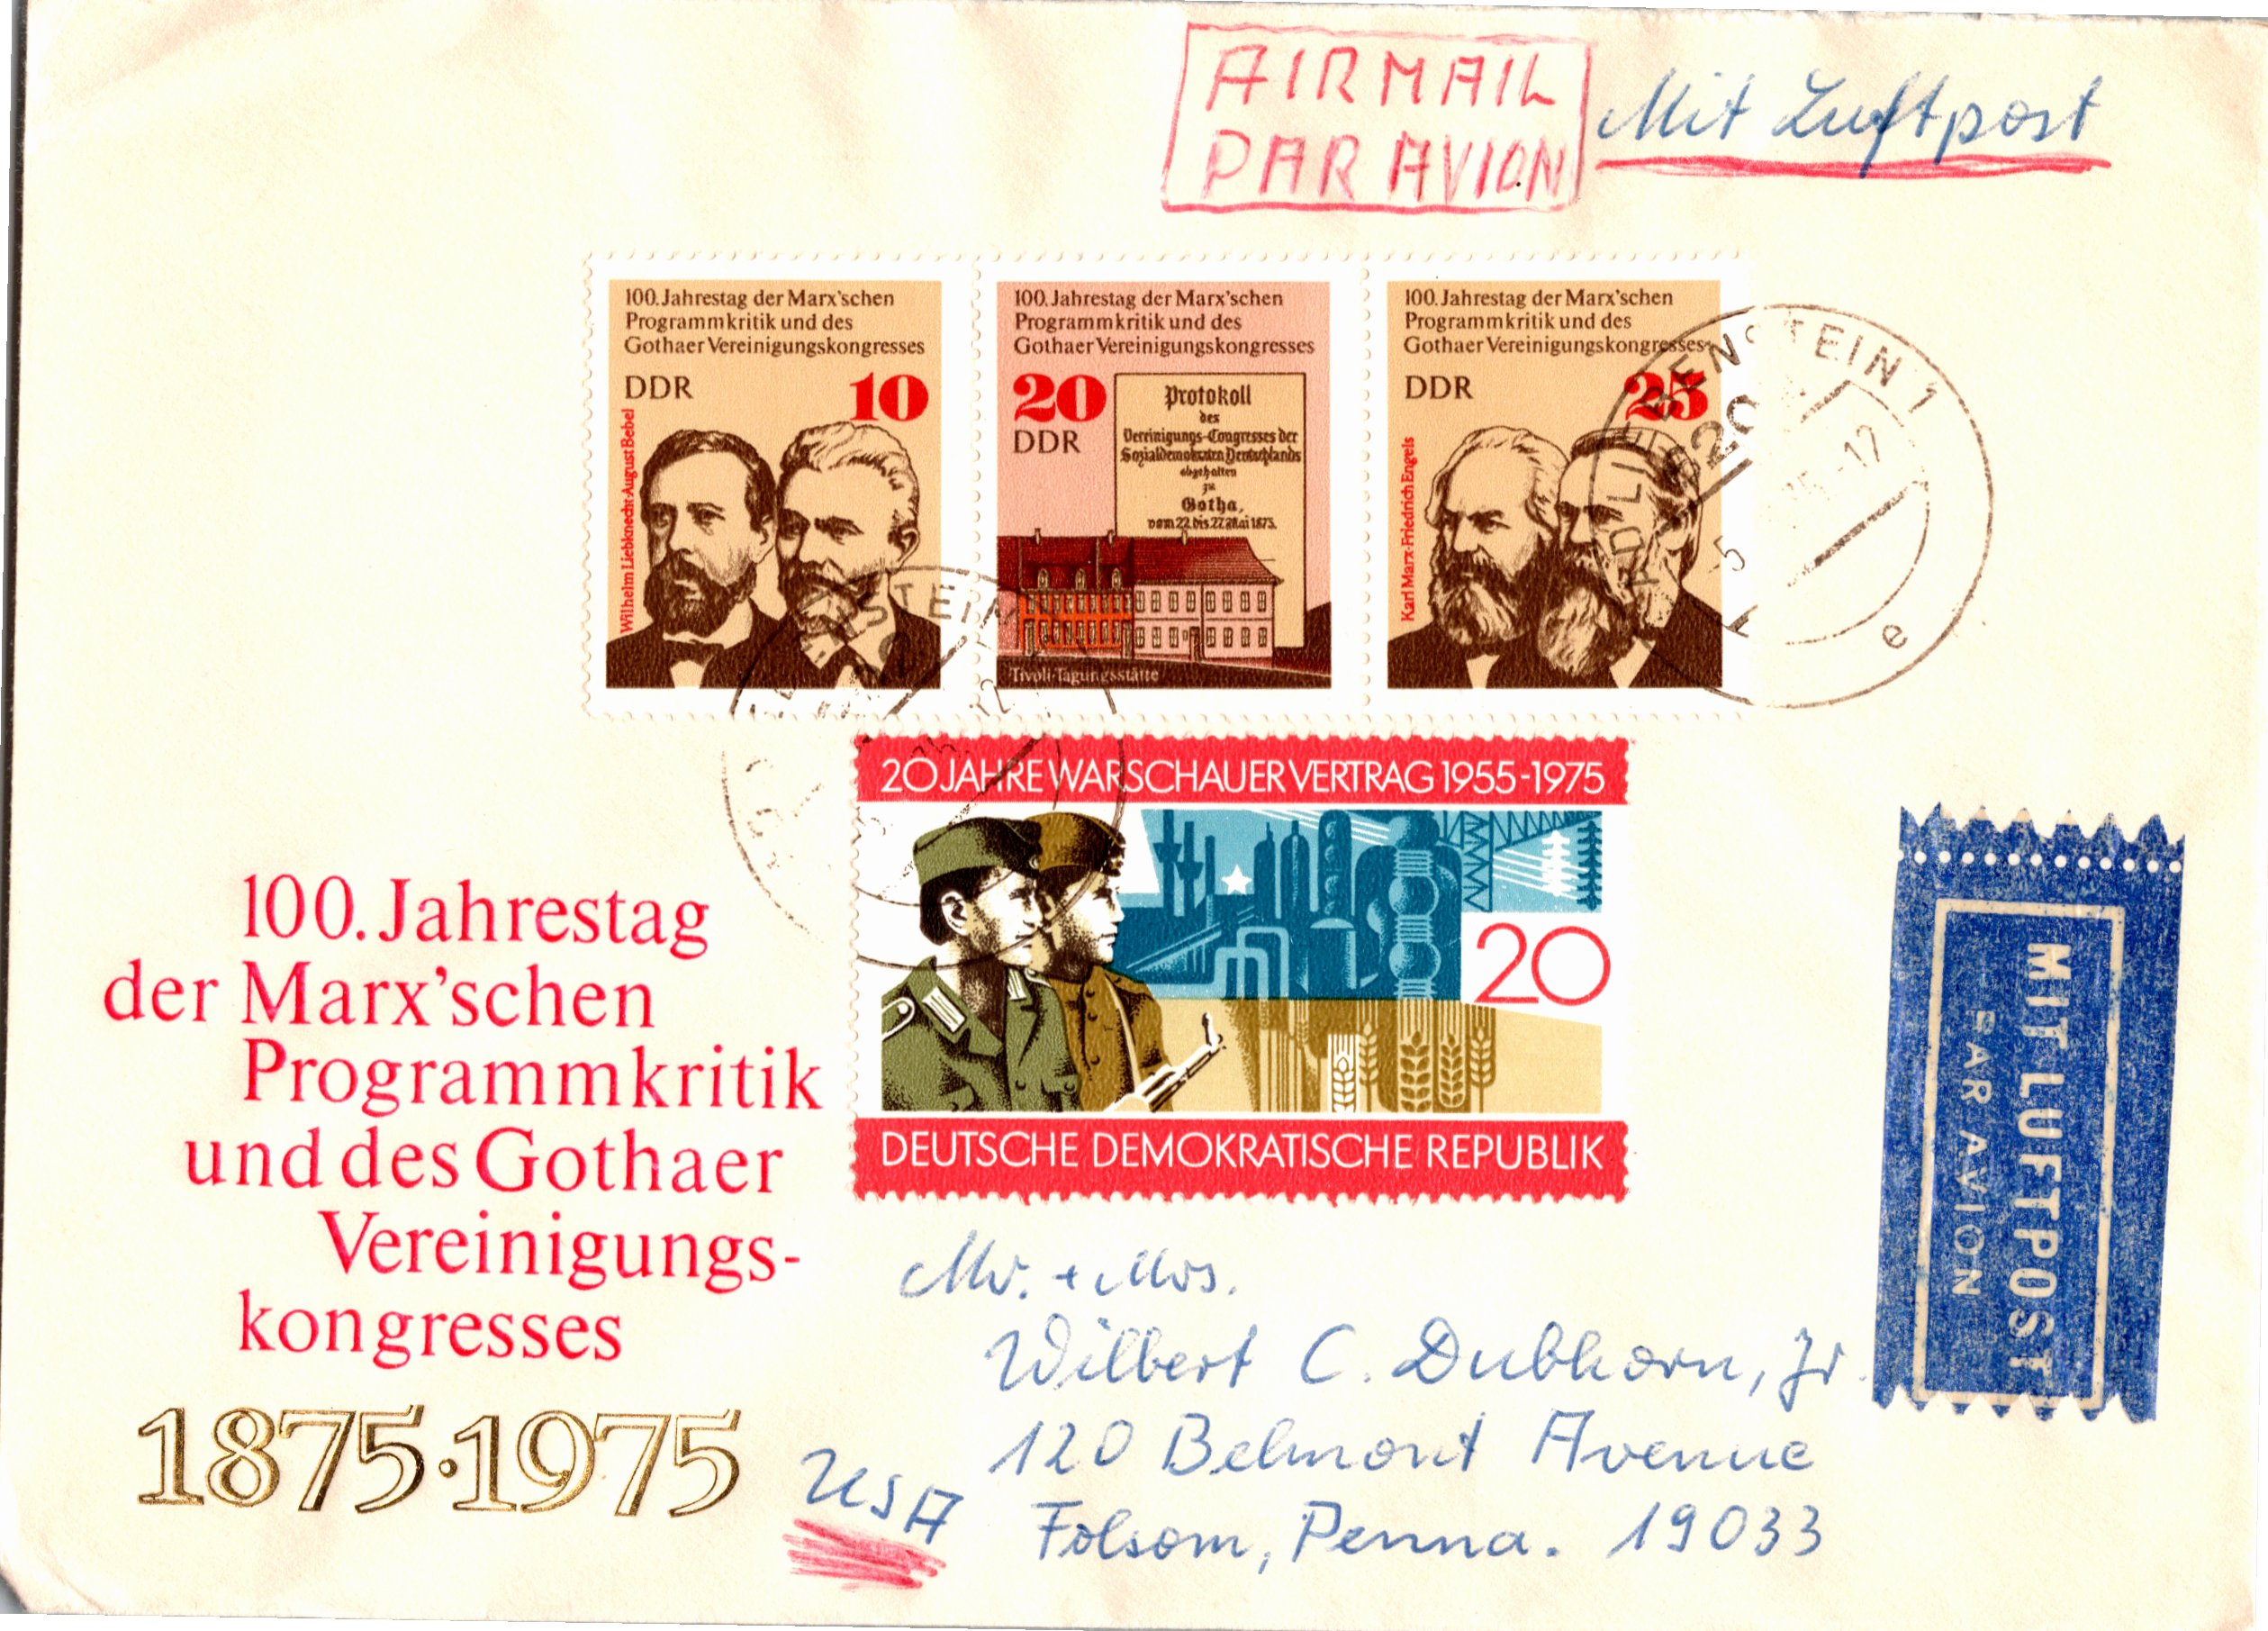 AIRMAIL
PAR AVION
Mit Luftpost
100. Jahrestag der Marx'schen
Programmkritik und des
Gothaer Vereinigungskongresses
DDR
10
Wilhelm Liebknecht·August Bebel
100. Jahrestag der Marx'schen
Programmkritik und des
Gothaer Vereinigungskongresses
20
DDR
Protokoll
des
Vereinigungs-Congresses der
Sozialdemokraten Deutschlands
abgehalten
zu
Gotha,
vom 22. bis 27. Mai 1875.
Tivoli-Tagungsstätte
100. Jahrestag der Marx'schen
Programmkritik und des
Gothaer Vereinigungskongresses
DDR
25
Karl Marx·Friedrich Engels
e
20 JAHRE WARSCHAUER VERTRAG 1955-1975
20
DEUTSCHE DEMOKRATISCHE REPUBLIK
MIT LUFTPOST
PAR AVION
100. Jahrestag
der Marx'schen
Programmkritik
und des Gothaer
Vereinigungs-
kongresses
1875·1975
Mr. + Mrs.
Wilbert C. Dubhorn, Jr.
120 Belmont Avenue
Folsom, Penna. 19033
USA